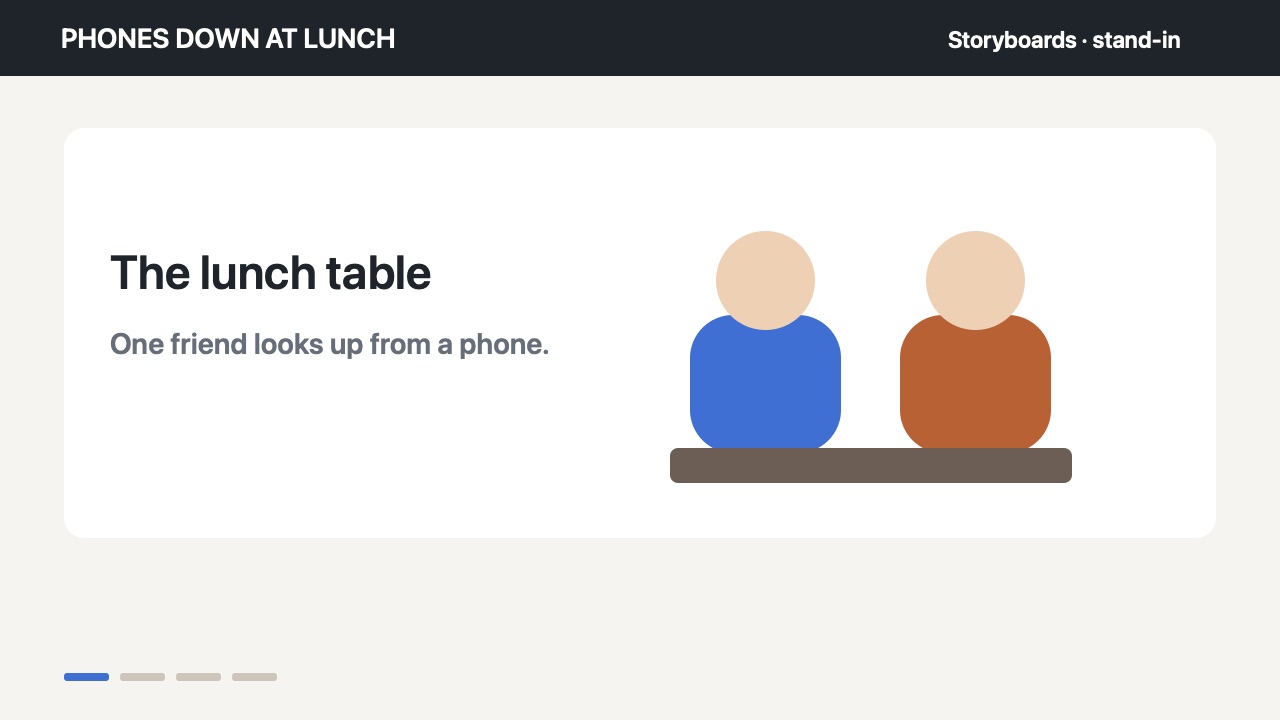 PHONES DOWN AT LUNCH
Storyboards · stand-in
The lunch table
One friend looks up from a phone.